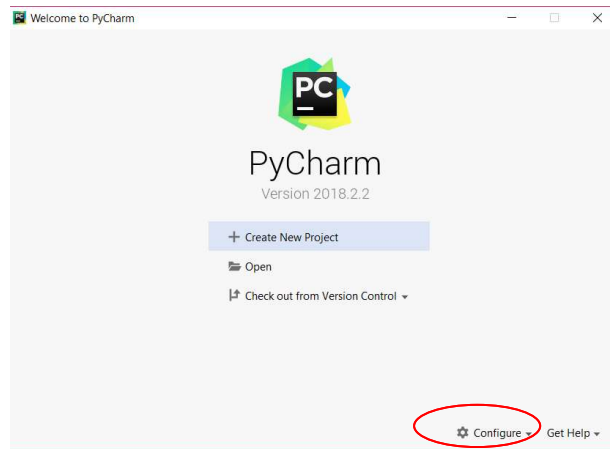 Welcome to PyCharm
PC
PyCharm
Version 2018.2.2
Create New Project
Open
Check out from Version Control
Configure Get Help